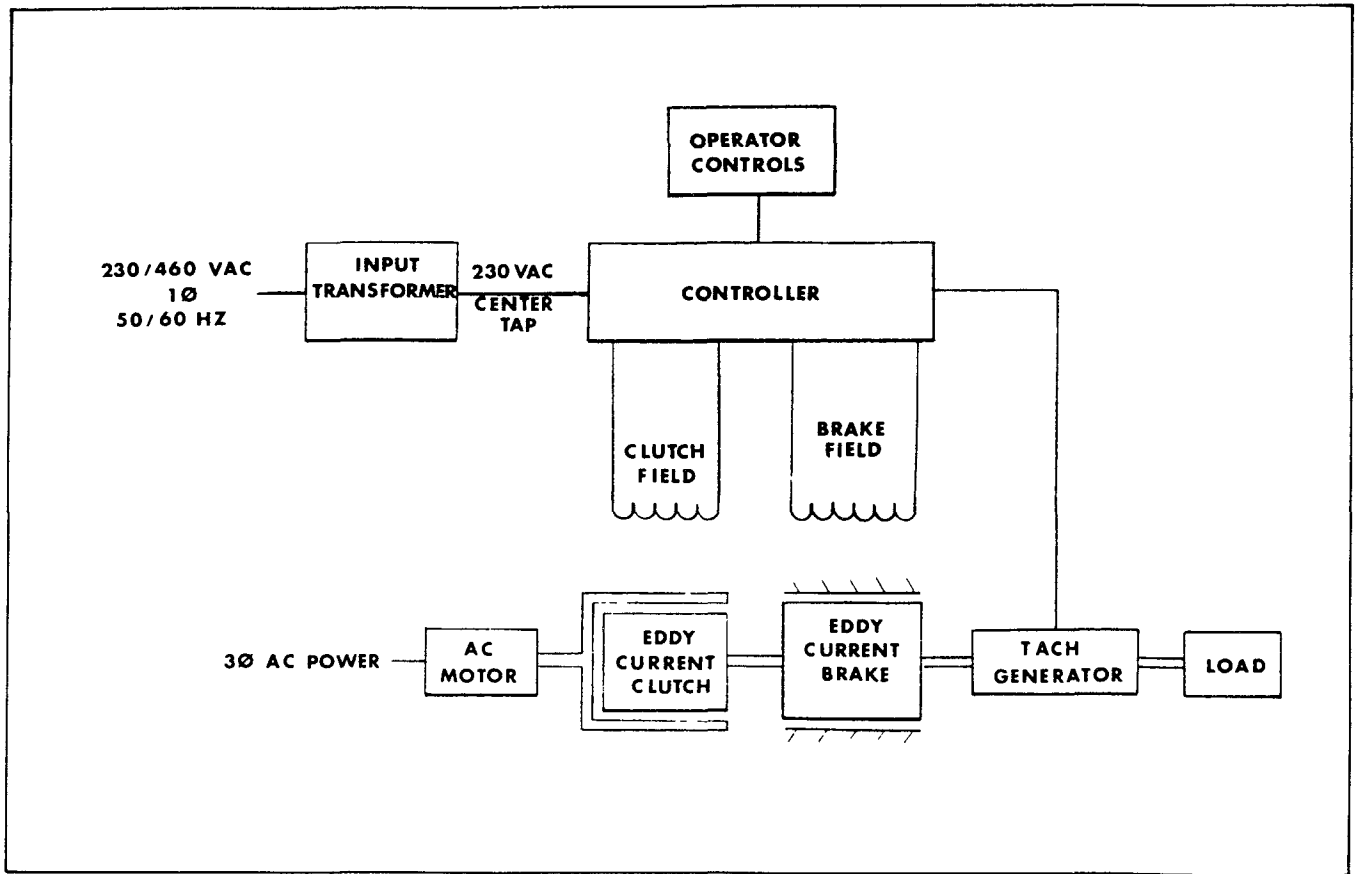 OPERATOR
CONTROLS
230/460 VAC
1Ø
50/60 HZ
INPUT
TRANSFORMER
230 VAC
CENTER
TAP
CONTROLLER
CLUTCH
FIELD
BRAKE
FIELD
3Ø AC POWER
AC
MOTOR
EDDY
CURRENT
CLUTCH
EDDY
CURRENT
BRAKE
TACH
GENERATOR
LOAD